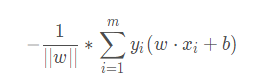 $-\frac{1}{||w||} * \sum_{i=1}^{m} y_i(w \cdot x_i + b)$